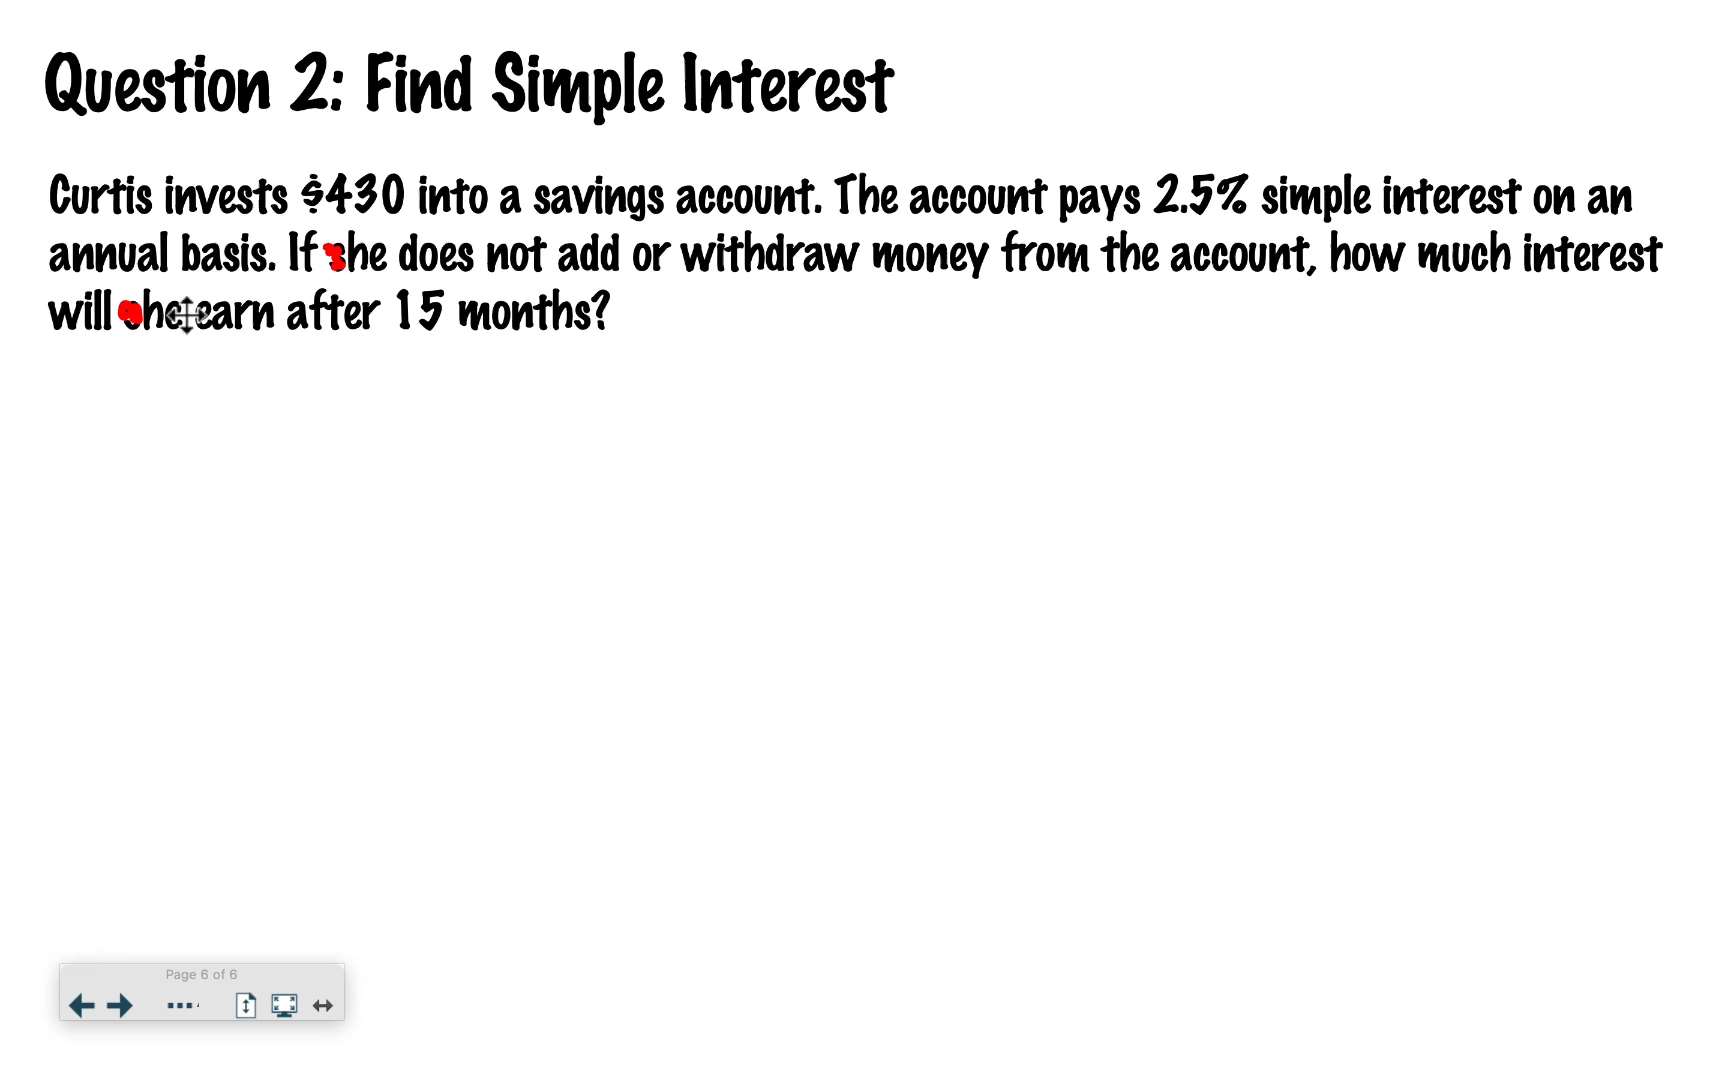 Question 2: Find Simple Interest
Curtis invests $430 into a savings account. The account pays 2.5% simple interest on an
annual basis. If she does not add or withdraw money from the account, how much interest
will she earn after 15 months?
Page 6 of 6